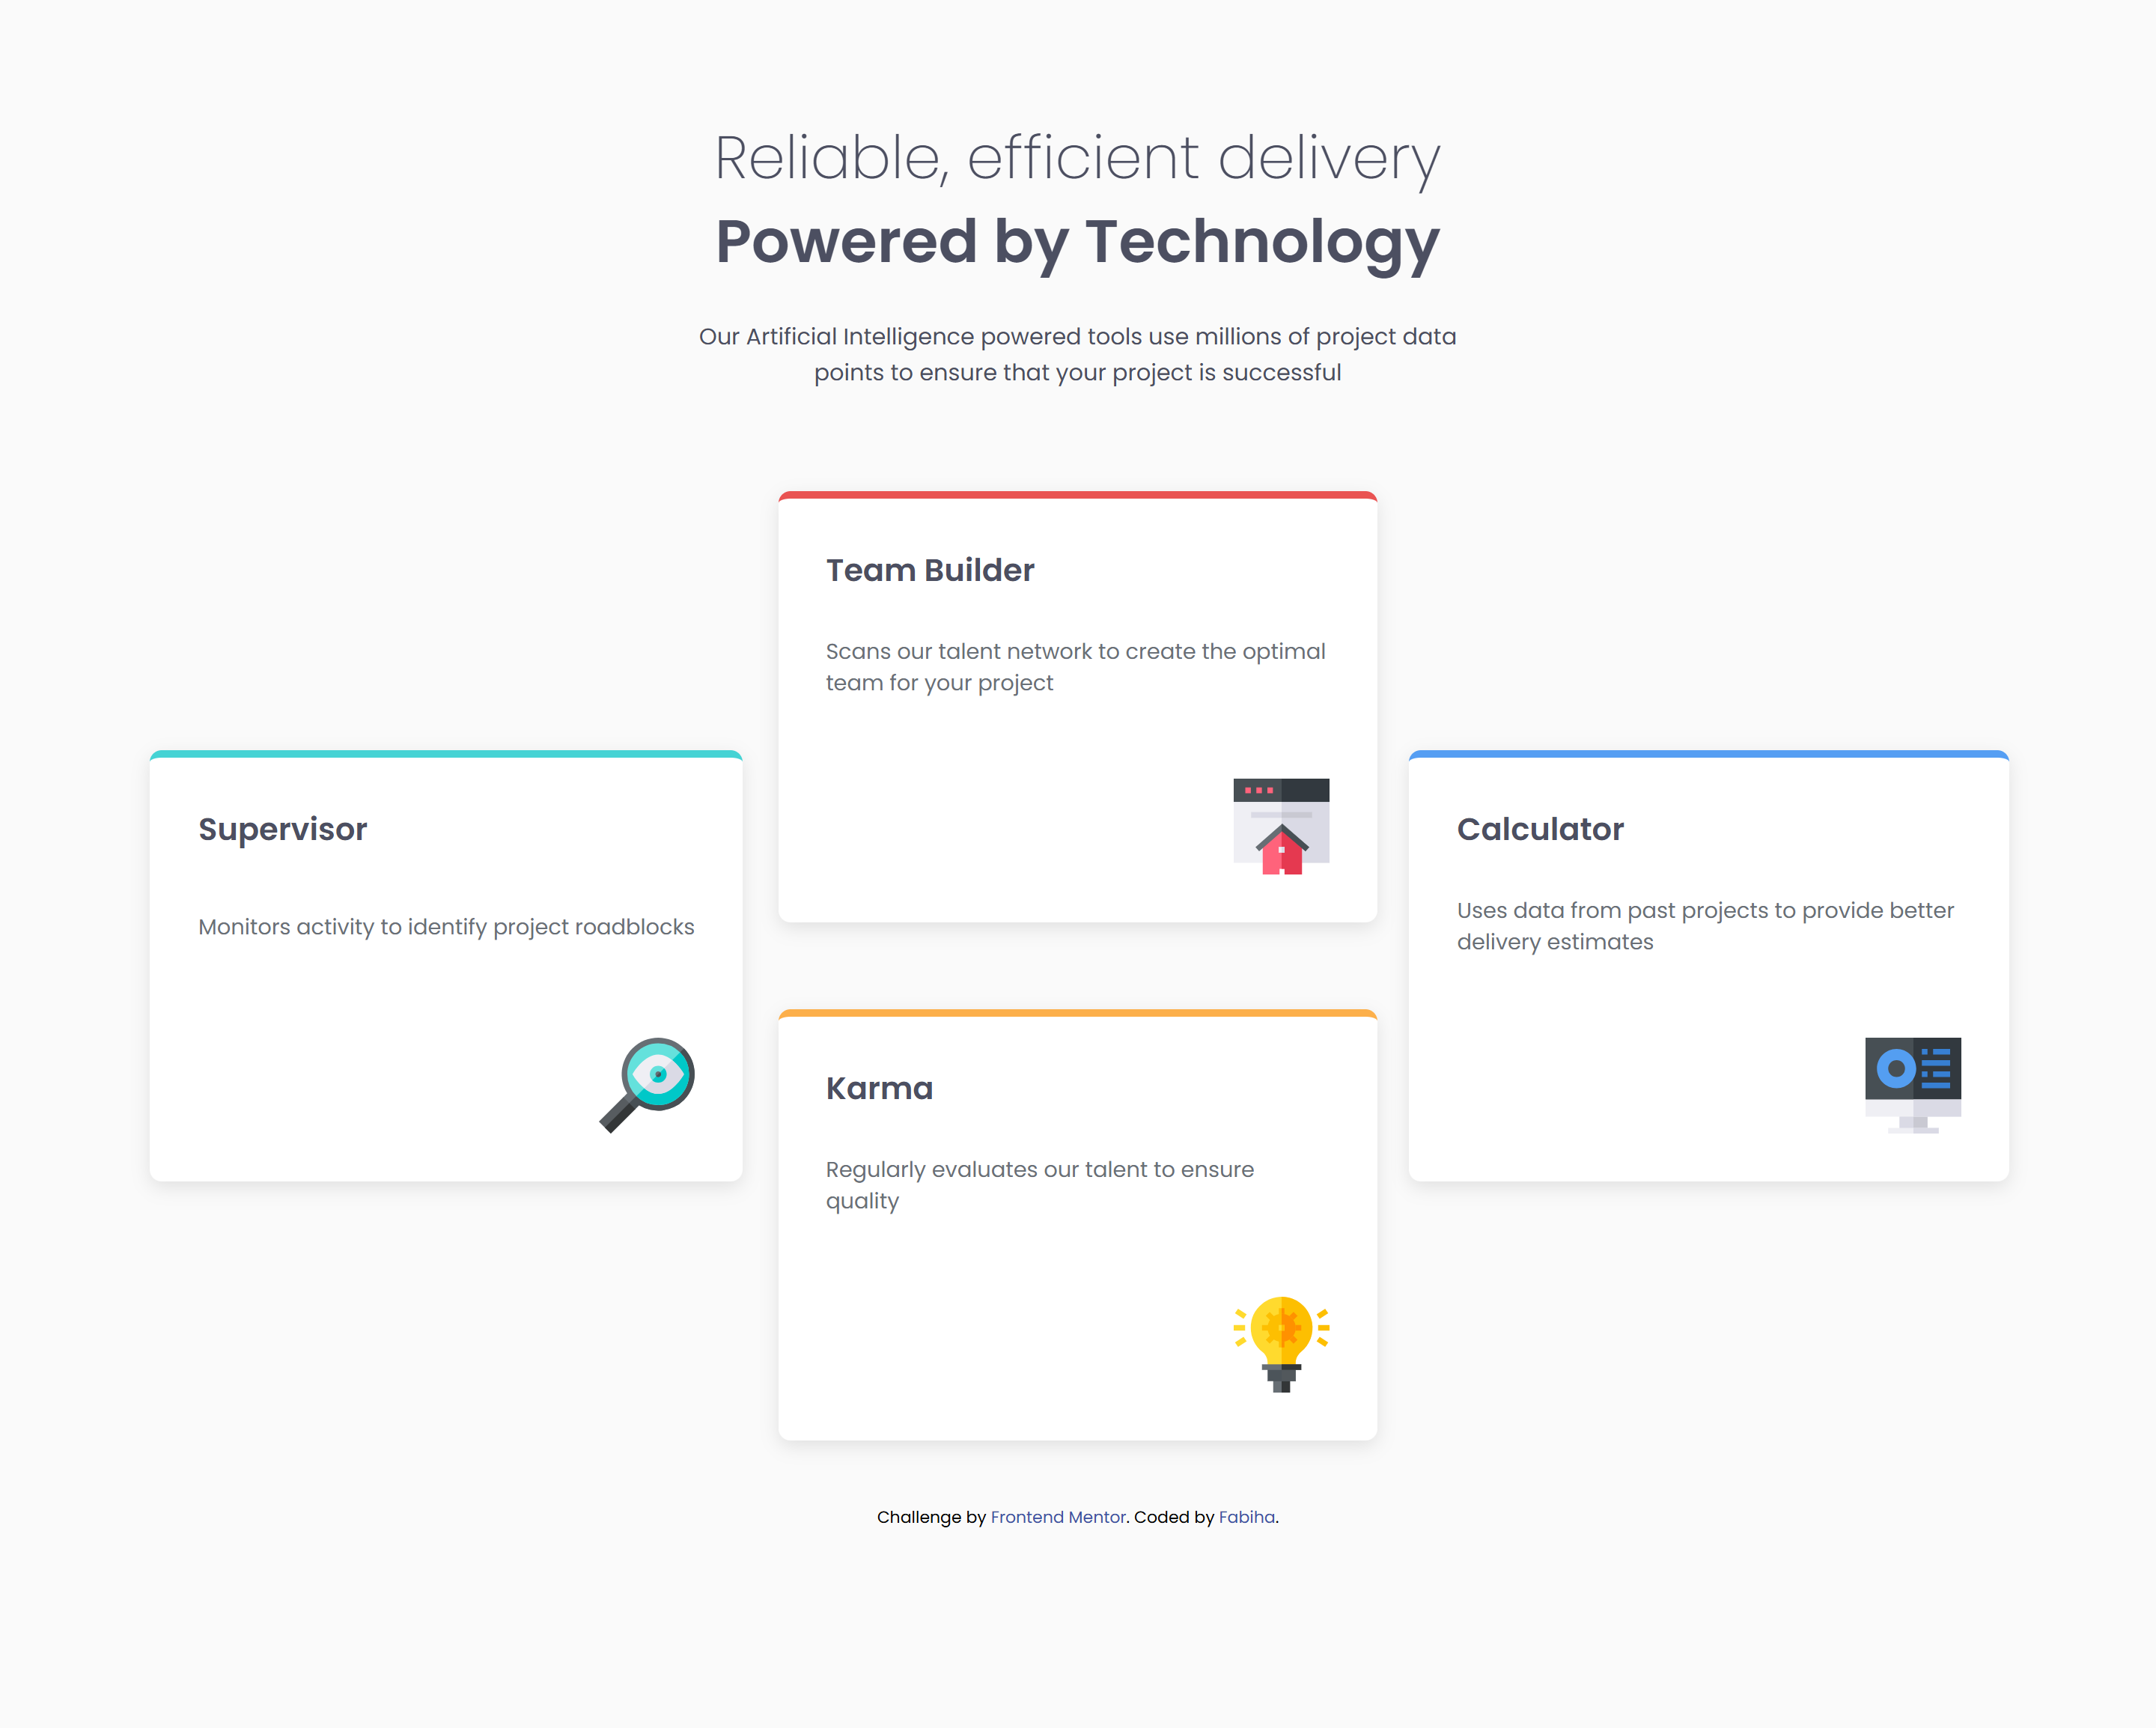 Reliable, efficient delivery
Powered by Technology
Our Artificial Intelligence powered tools use millions of project data
points to ensure that your project is successful
Team Builder
Scans our talent network to create the optimal
team for your project
Supervisor
Monitors activity to identify project roadblocks
Calculator
Uses data from past projects to provide better
delivery estimates
Karma
Regularly evaluates our talent to ensure
quality
Challenge by Frontend Mentor. Coded by Fabiha.